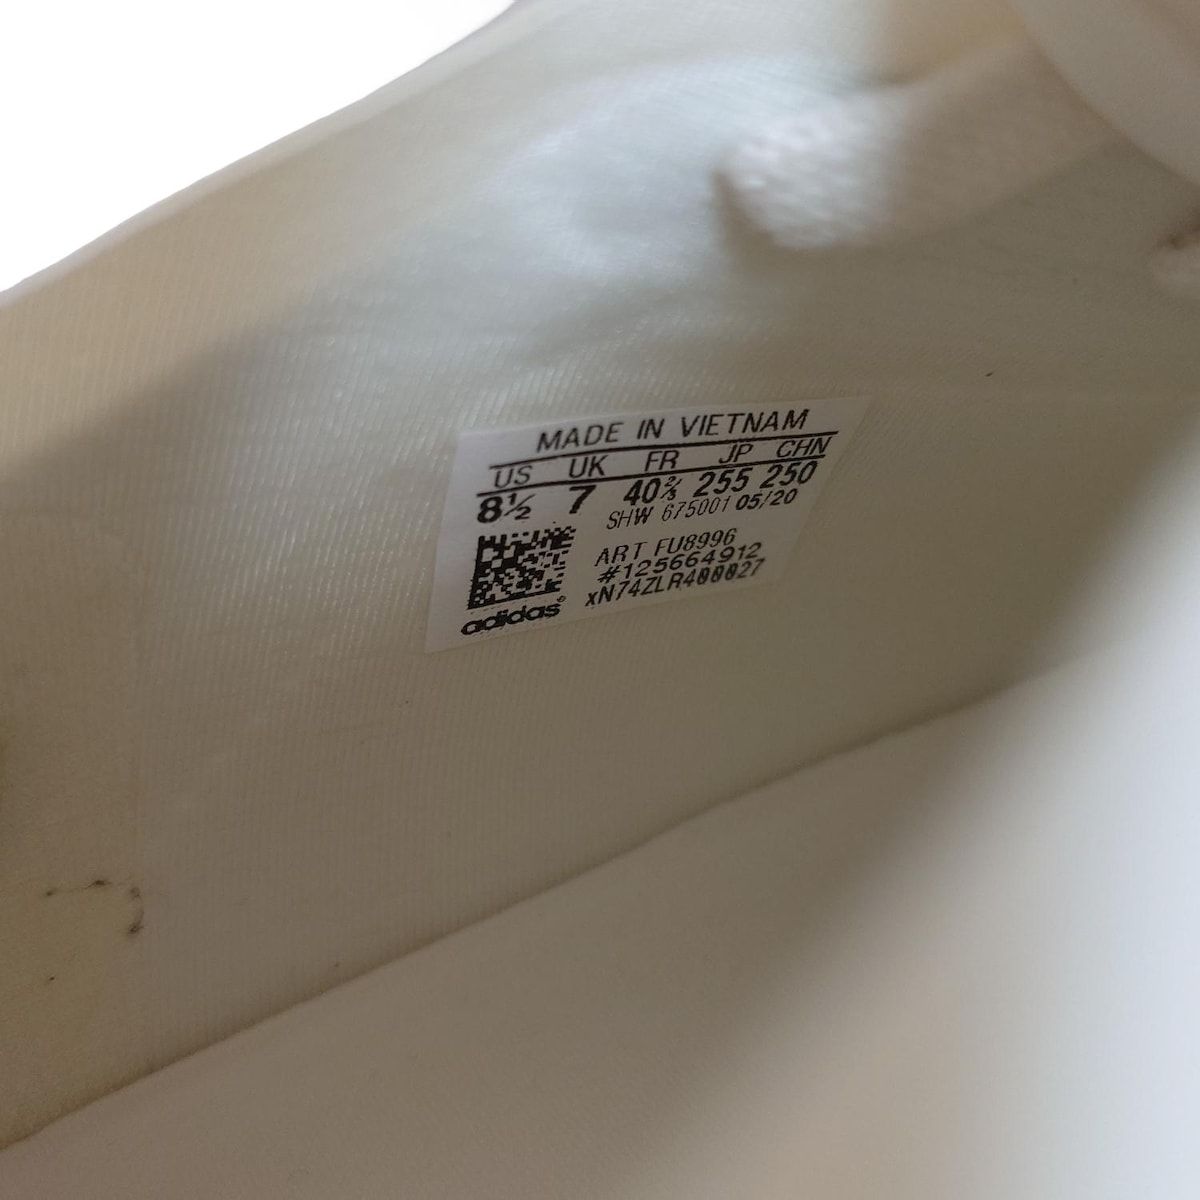 MADE IN VIETNAM
US UK FR JP CHN
8½ 7 40⅔ 255 250
SHW 675001 05/20
ART FU8996
#125664912
xN74ZLR400027
adidas®